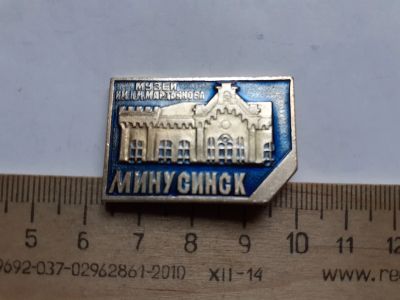 МУЗЕЙ
ИМ. Н.М. МАРТЬЯНОВА
МИНУСИНСК
5 6 7 8 9 10 11 12 13
9692-037-02962861-2010 XII-14 www.re